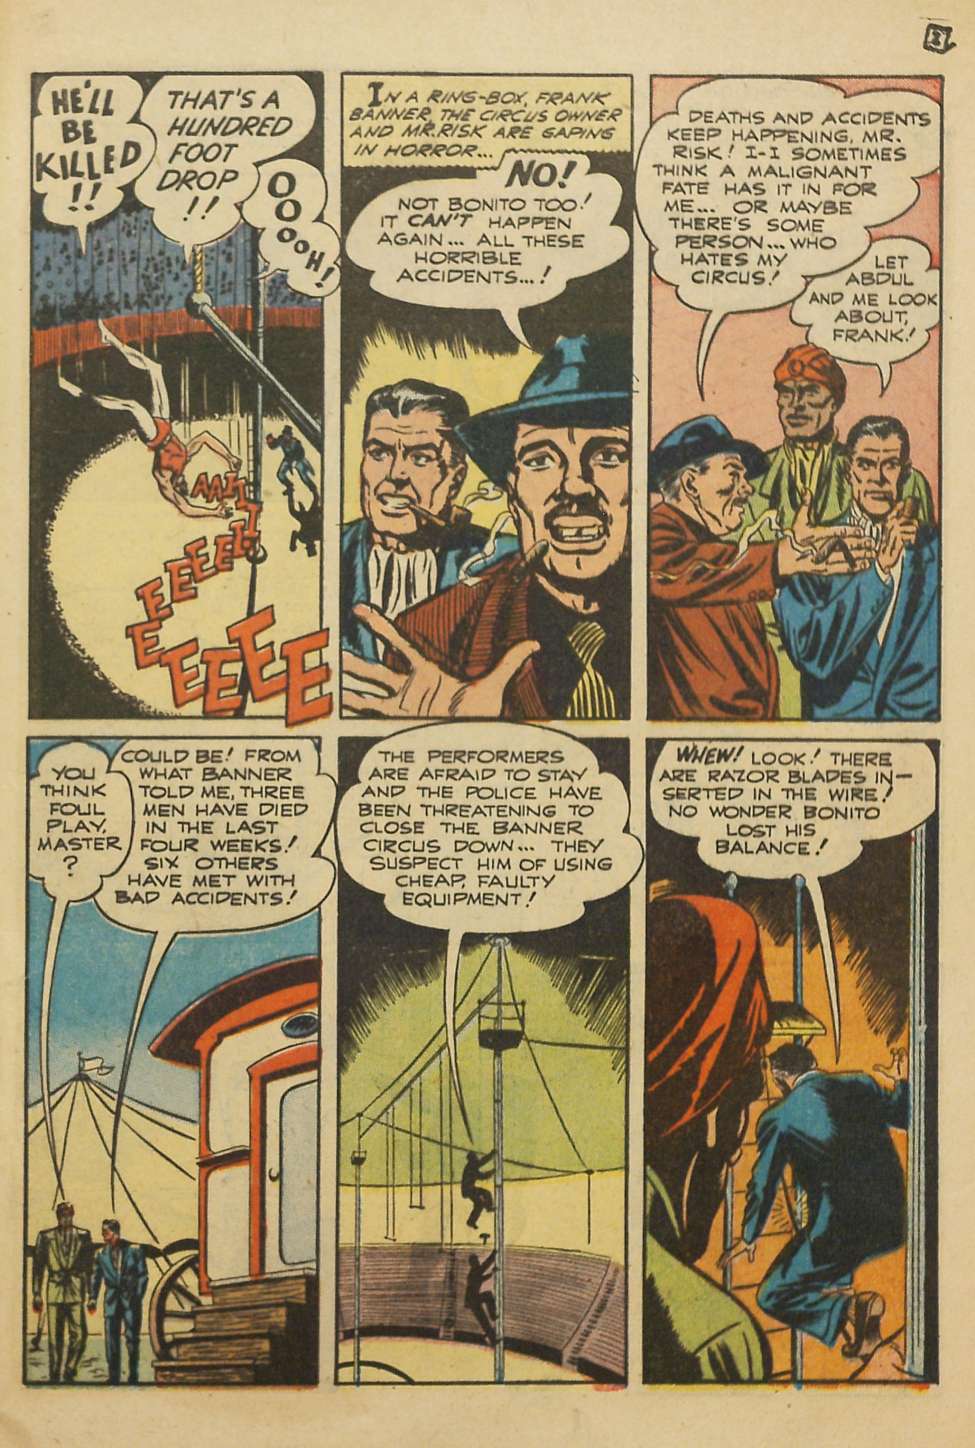 HE'LL
BE
KILLED
!!
THAT'S A
HUNDRED
FOOT
DROP
!!
OOOOOH!
AAHIEEEEEEEEEEE
IN A RING-BOX, FRANK
BANNER, THE CIRCUS OWNER
AND MR. RISK ARE GAPING
IN HORROR...
NO!
NOT BONITO TOO!
IT CAN'T HAPPEN
AGAIN... ALL THESE
HORRIBLE
ACCIDENTS...!
DEATHS AND ACCIDENTS
KEEP HAPPENING, MR.
RISK! I-I SOMETIMES
THINK A MALIGNANT
FATE HAS IT IN FOR
ME... OR MAYBE
THERE'S SOME
PERSON... WHO
HATES MY
CIRCUS!
LET
ABDUL
AND ME LOOK
ABOUT,
FRANK!
YOU
THINK
FOUL
PLAY,
MASTER
?
COULD BE! FROM
WHAT BANNER
TOLD ME, THREE
MEN HAVE DIED
IN THE LAST
FOUR WEEKS!
SIX OTHERS
HAVE MET WITH
BAD ACCIDENTS!
THE PERFORMERS
ARE AFRAID TO STAY
AND THE POLICE HAVE
BEEN THREATENING TO
CLOSE THE BANNER
CIRCUS DOWN... THEY
SUSPECT HIM OF USING
CHEAP, FAULTY
EQUIPMENT!
WHEW! LOOK! THERE
ARE RAZOR BLADES IN-
SERTED IN THE WIRE!
NO WONDER BONITO
LOST HIS
BALANCE!